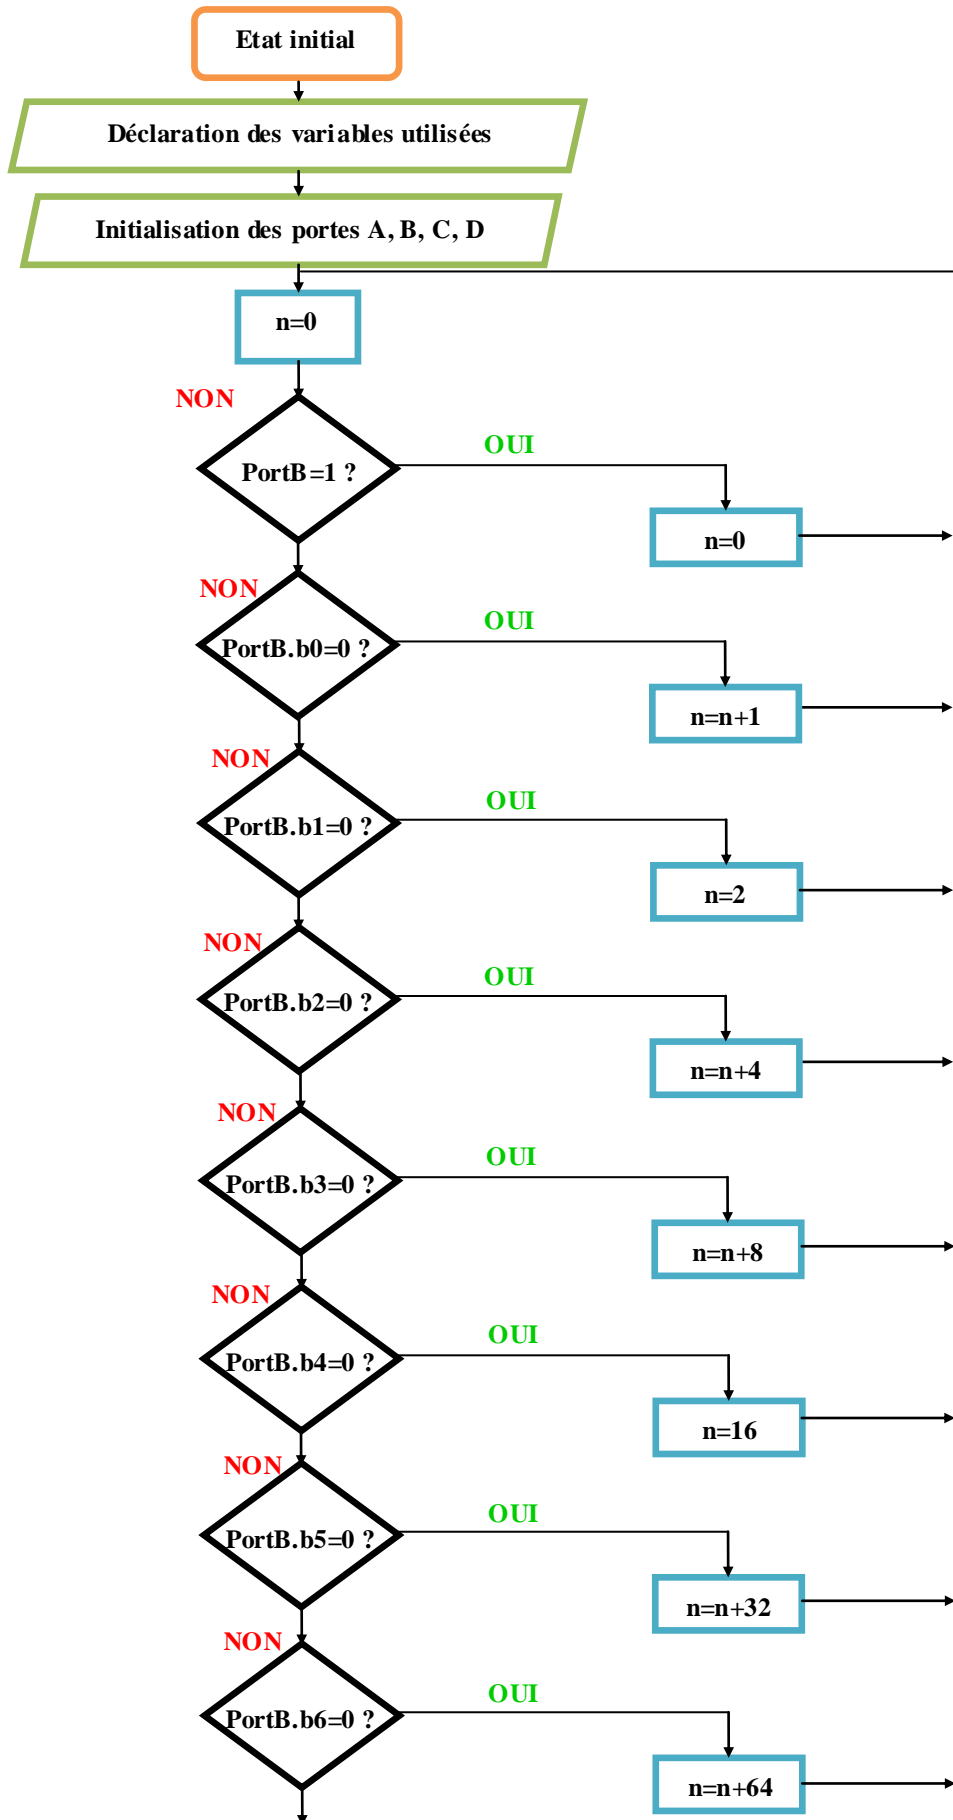 Etat initial
Déclaration des variables utilisées
Initialisation des portes A, B, C, D
n=0
NON
OUI
PortB=1 ?
n=0
NON
OUI
PortB.b0=0 ?
n=n+1
NON
OUI
PortB.b1=0 ?
n=2
NON
OUI
PortB.b2=0 ?
n=n+4
NON
OUI
PortB.b3=0 ?
n=n+8
NON
OUI
PortB.b4=0 ?
n=16
NON
OUI
PortB.b5=0 ?
n=n+32
NON
OUI
PortB.b6=0 ?
n=n+64